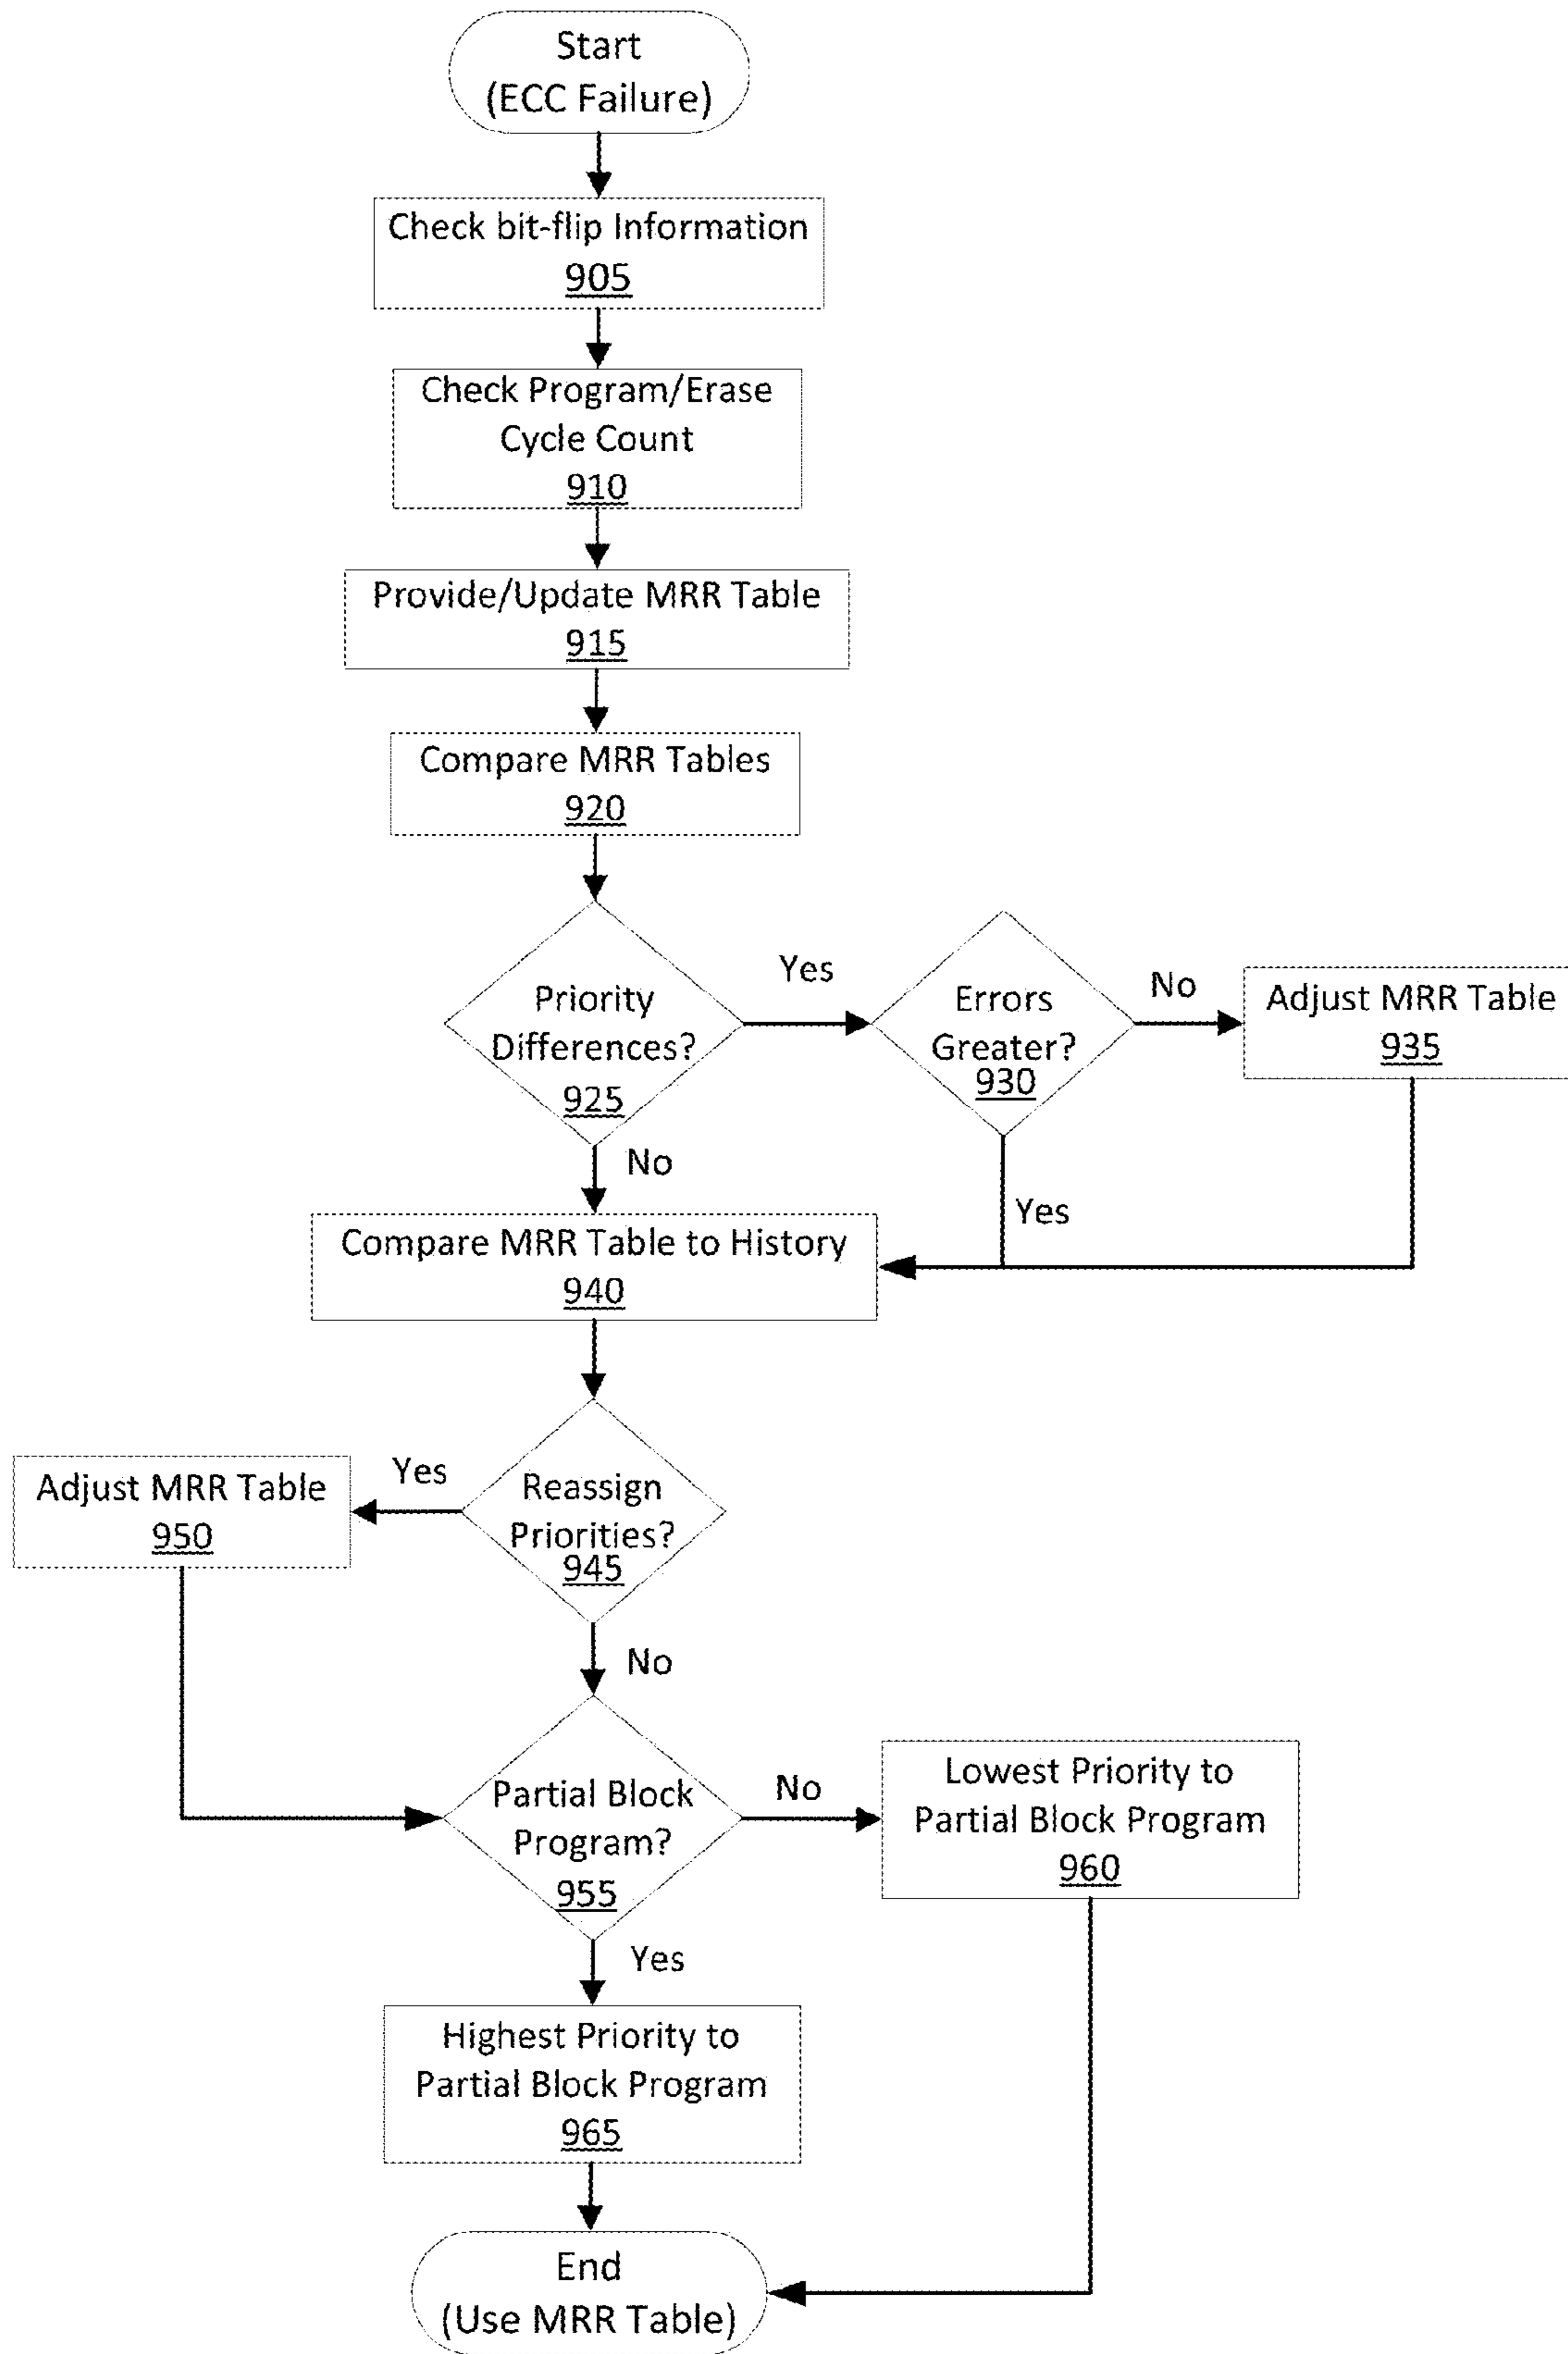 Start
(ECC Failure)
Check bit-flip Information
905
Check Program/Erase
Cycle Count
910
Provide/Update MRR Table
915
Compare MRR Tables
920
Priority
Differences?
925
Yes
Errors
Greater?
930
No
Adjust MRR Table
935
No
Yes
Compare MRR Table to History
940
Reassign
Priorities?
945
Yes
Adjust MRR Table
950
No
Partial Block
Program?
955
No
Lowest Priority to
Partial Block Program
960
Yes
Highest Priority to
Partial Block Program
965
End
(Use MRR Table)